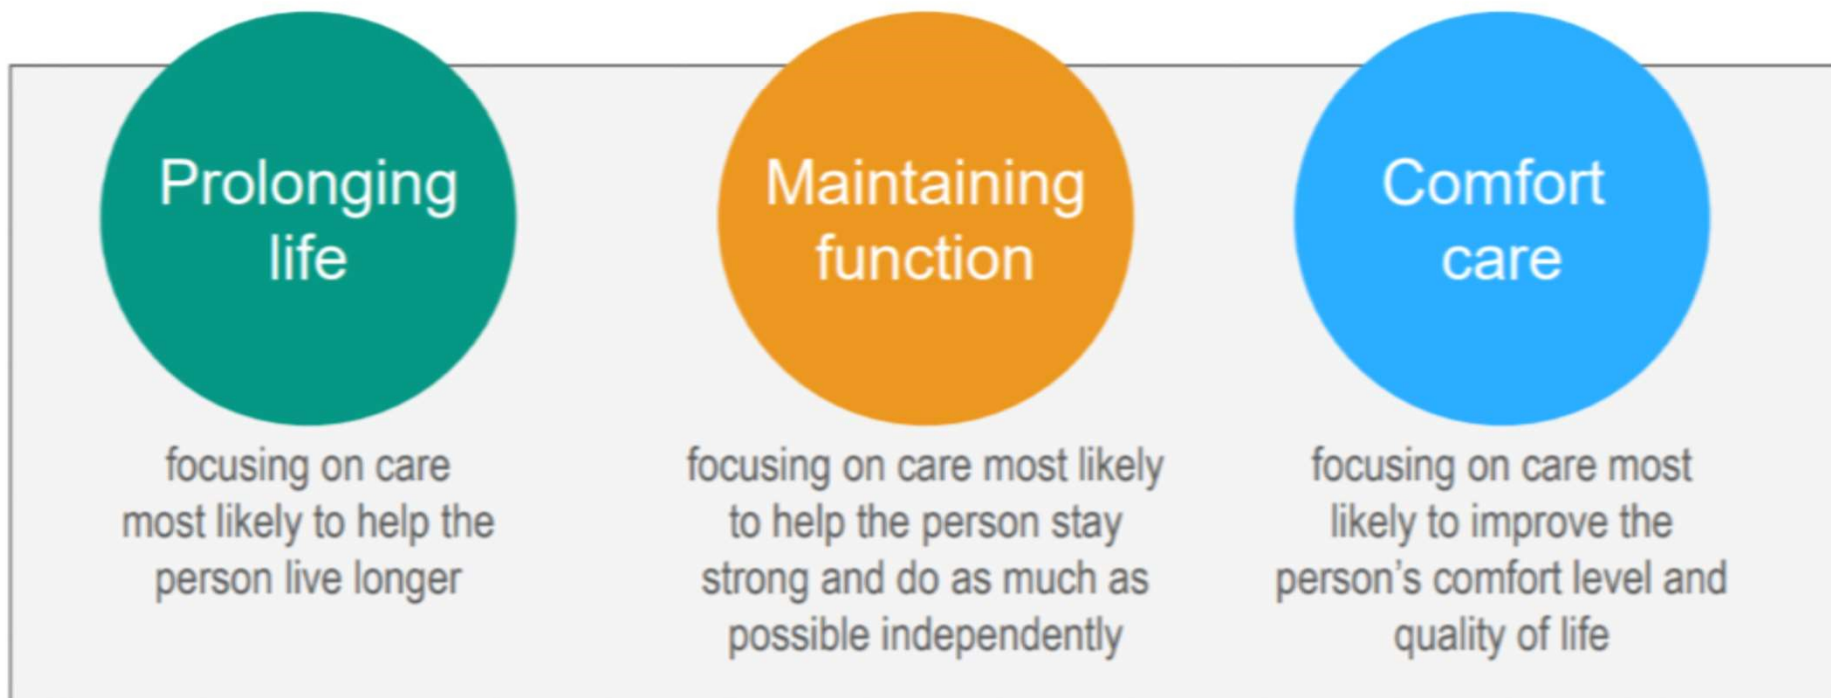 Prolonging
life
focusing on care
most likely to help the
person live longer
Maintaining
function
focusing on care most likely
to help the person stay
strong and do as much as
possible independently
Comfort
care
focusing on care most
likely to improve the
person’s comfort level and
quality of life